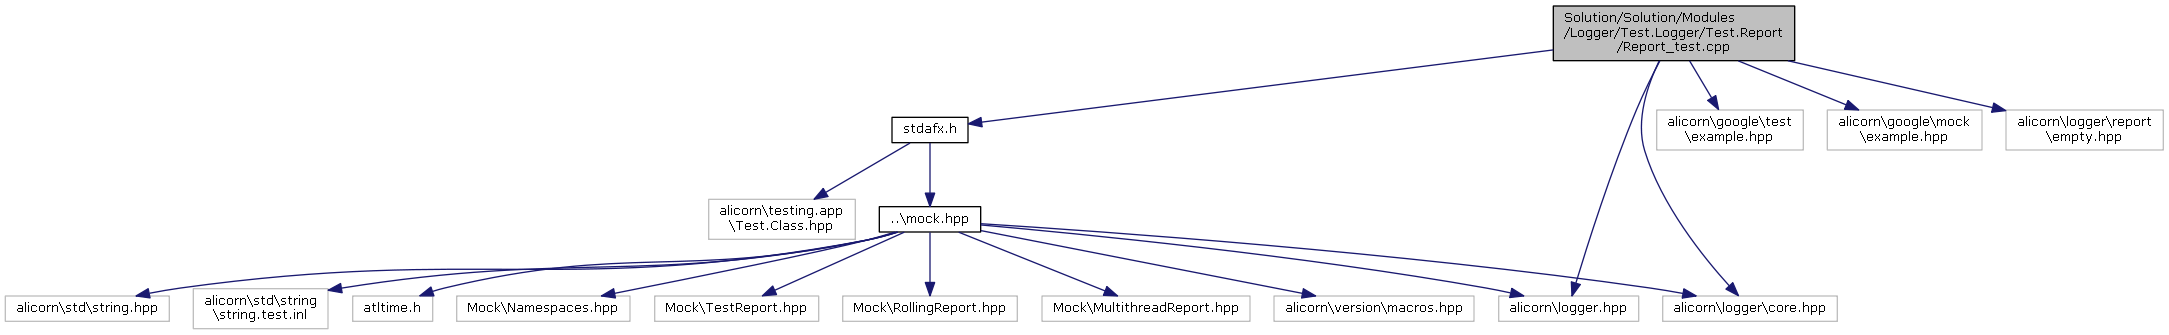 Solution/Solution/Modules
/Logger/Test.Logger/Test.Report
/Report_test.cpp
stdafx.h
alicorn\google\test
\example.hpp
alicorn\google\mock
\example.hpp
alicorn\logger\report
\empty.hpp
alicorn\testing.app
\Test.Class.hpp
..\mock.hpp
alicorn\std\string.hpp
alicorn\std\string
\string.test.inl
atltime.h
Mock\Namespaces.hpp
Mock\TestReport.hpp
Mock\RollingReport.hpp
Mock\MultithreadReport.hpp
alicorn\version\macros.hpp
alicorn\logger.hpp
alicorn\logger\core.hpp